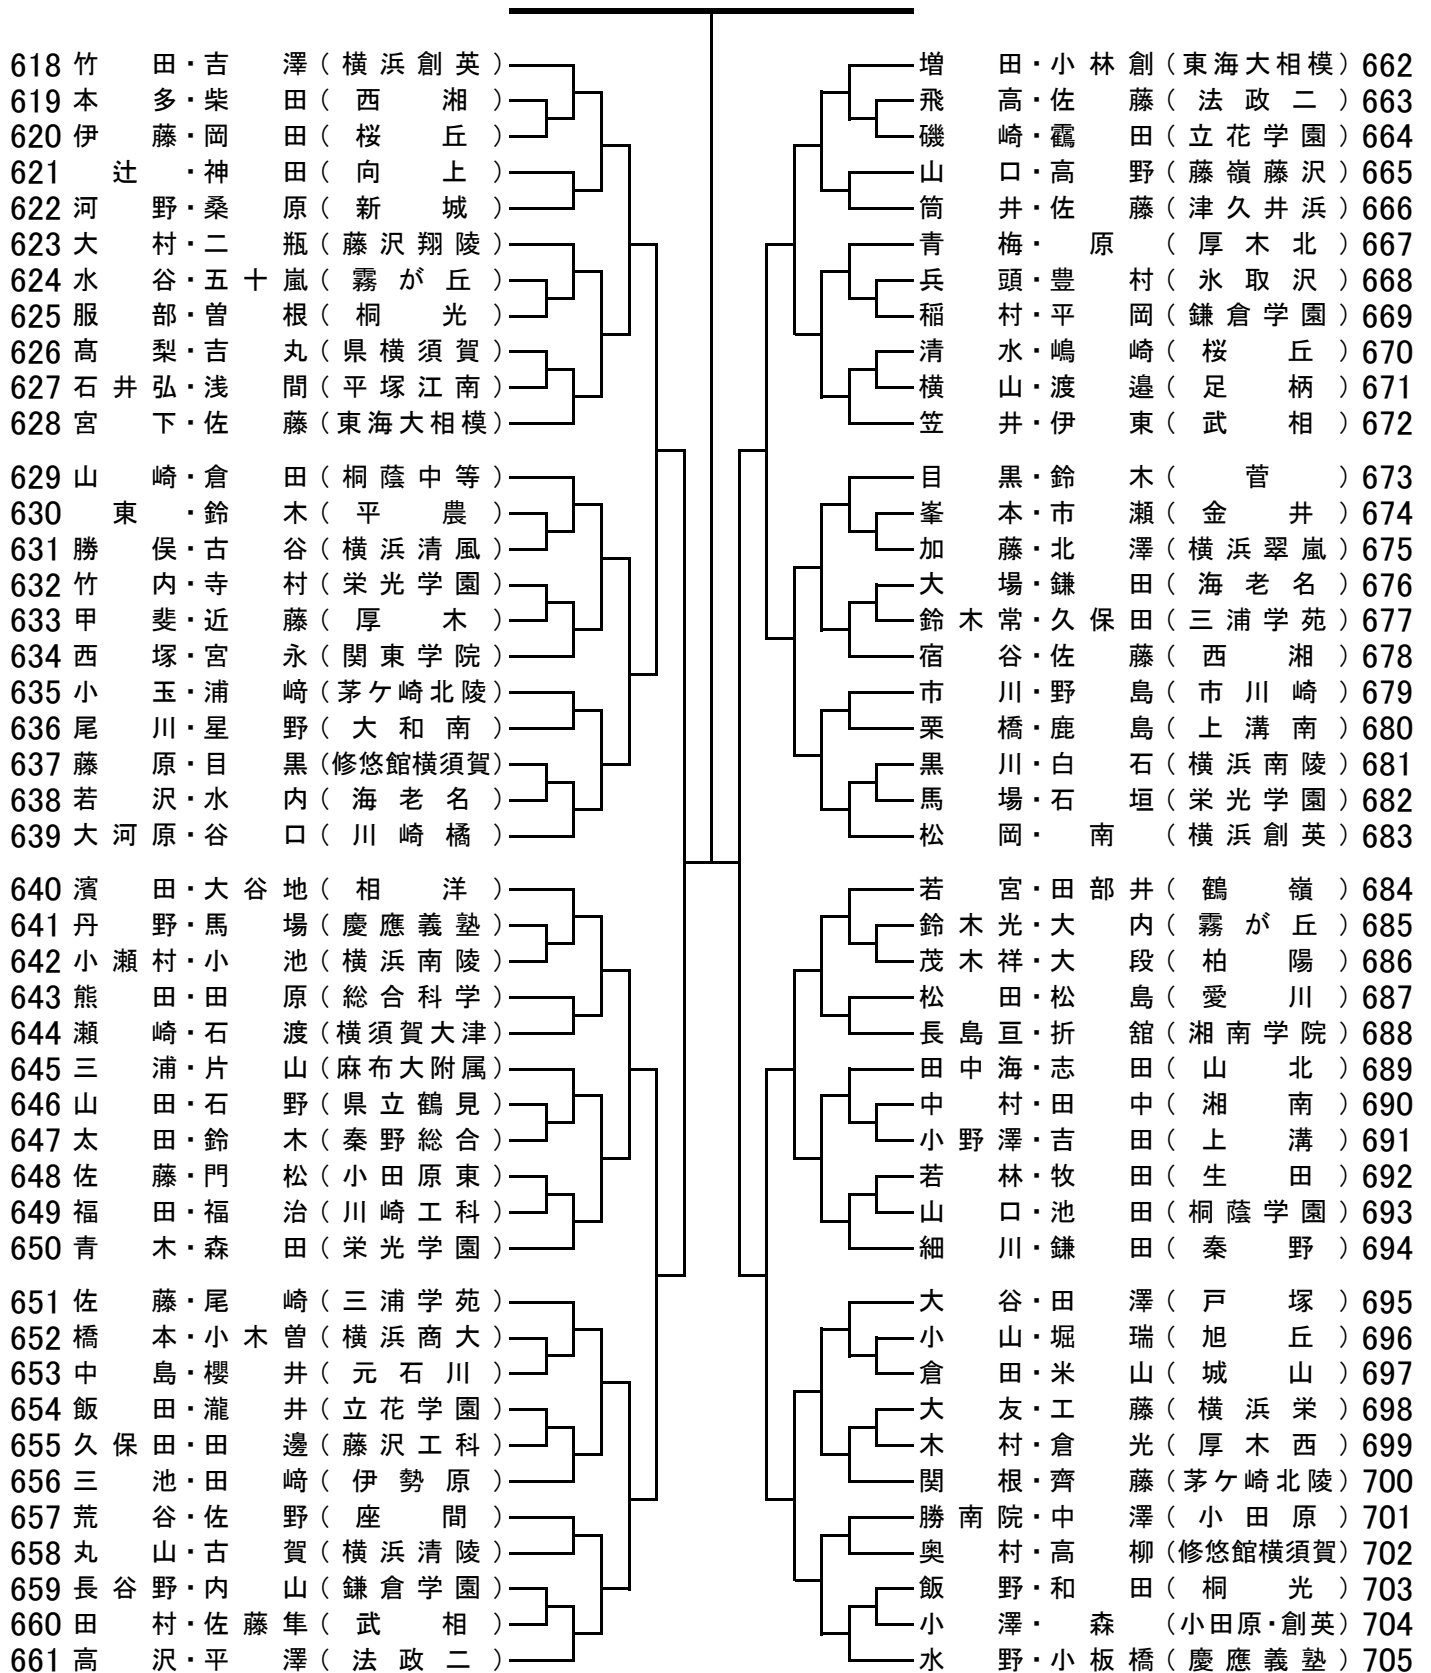 618 竹田・吉澤（横浜創英）
619 本多・柴田（西湘）
620 伊藤・岡田（桜丘）
621 辻・神田（向上）
622 河野・桑原（新城）
623 大村・二瓶（藤沢翔陵）
624 水谷・五十嵐（霧が丘）
625 服部・曽根（桐光）
626 髙梨・吉丸（県横須賀）
627 石井弘・浅間（平塚江南）
628 宮下・佐藤（東海大相模）
629 山崎・倉田（桐蔭中等）
630 東・鈴木（平農）
631 勝俣・古谷（横浜清風）
632 竹内・寺村（栄光学園）
633 甲斐・近藤（厚木）
634 西塚・宮永（関東学院）
635 小玉・浦﨑（茅ケ崎北陵）
636 尾川・星野（大和南）
637 藤原・目黒（修悠館横須賀）
638 若沢・水内（海老名）
639 大河原・谷口（川崎橘）
640 濱田・大谷地（相洋）
641 丹野・馬場（慶應義塾）
642 小瀬村・小池（横浜南陵）
643 熊田・田原（総合科学）
644 瀬崎・石渡（横須賀大津）
645 三浦・片山（麻布大附属）
646 山田・石野（県立鶴見）
647 太田・鈴木（秦野総合）
648 佐藤・門松（小田原東）
649 福田・福治（川崎工科）
650 青木・森田（栄光学園）
651 佐藤・尾崎（三浦学苑）
652 橋本・小木曽（横浜商大）
653 中島・櫻井（元石川）
654 飯田・瀧井（立花学園）
655 久保田・田邊（藤沢工科）
656 三池・田﨑（伊勢原）
657 荒谷・佐野（座間）
658 丸山・古賀（横浜清陵）
659 長谷野・内山（鎌倉学園）
660 田村・佐藤隼（武相）
661 高沢・平澤（法政二）
増田・小林創（東海大相模）662
飛高・佐藤（法政二）663
磯崎・靏田（立花学園）664
山口・高野（藤嶺藤沢）665
筒井・佐藤（津久井浜）666
青梅・原（厚木北）667
兵頭・豊村（氷取沢）668
稲村・平岡（鎌倉学園）669
清水・嶋崎（桜丘）670
横山・渡邉（足柄）671
笠井・伊東（武相）672
目黒・鈴木（菅）673
峯本・市瀬（金井）674
加藤・北澤（横浜翠嵐）675
大場・鎌田（海老名）676
鈴木常・久保田（三浦学苑）677
宿谷・佐藤（西湘）678
市川・野島（市川崎）679
栗橋・鹿島（上溝南）680
黒川・白石（横浜南陵）681
馬場・石垣（栄光学園）682
松岡・南（横浜創英）683
若宮・田部井（鶴嶺）684
鈴木光・大内（霧が丘）685
茂木祥・大段（柏陽）686
松田・松島（愛川）687
長島亘・折舘（湘南学院）688
田中海・志田（山北）689
中村・田中（湘南）690
小野澤・吉田（上溝）691
若林・牧田（生田）692
山口・池田（桐蔭学園）693
細川・鎌田（秦野）694
大谷・田澤（戸塚）695
小山・堀瑞（旭丘）696
倉田・米山（城山）697
大友・工藤（横浜栄）698
木村・倉光（厚木西）699
関根・齊藤（茅ケ崎北陵）700
勝南院・中澤（小田原）701
奥村・高柳（修悠館横須賀）702
飯野・和田（桐光）703
小澤・森（小田原・創英）704
水野・小板橋（慶應義塾）705